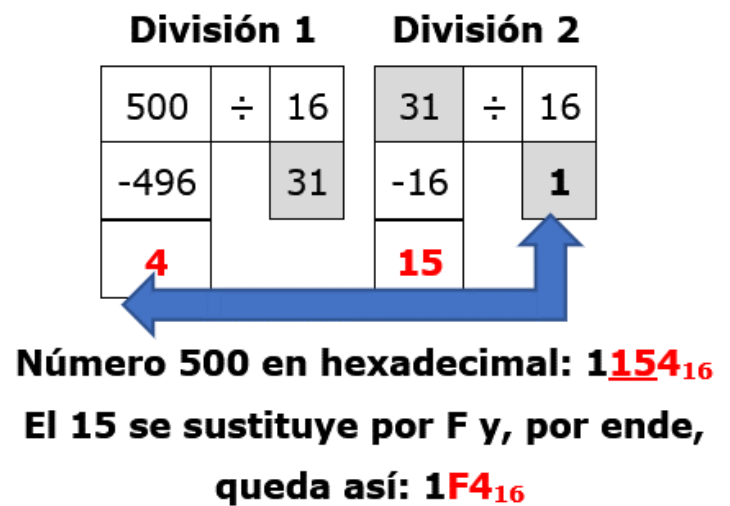 División 1 División 2
500 ÷ 16 31 ÷ 16
-496 31 -16 1
4 15
Número 500 en hexadecimal: 1154₁₆
El 15 se sustituye por F y, por ende,
queda así: 1F4₁₆